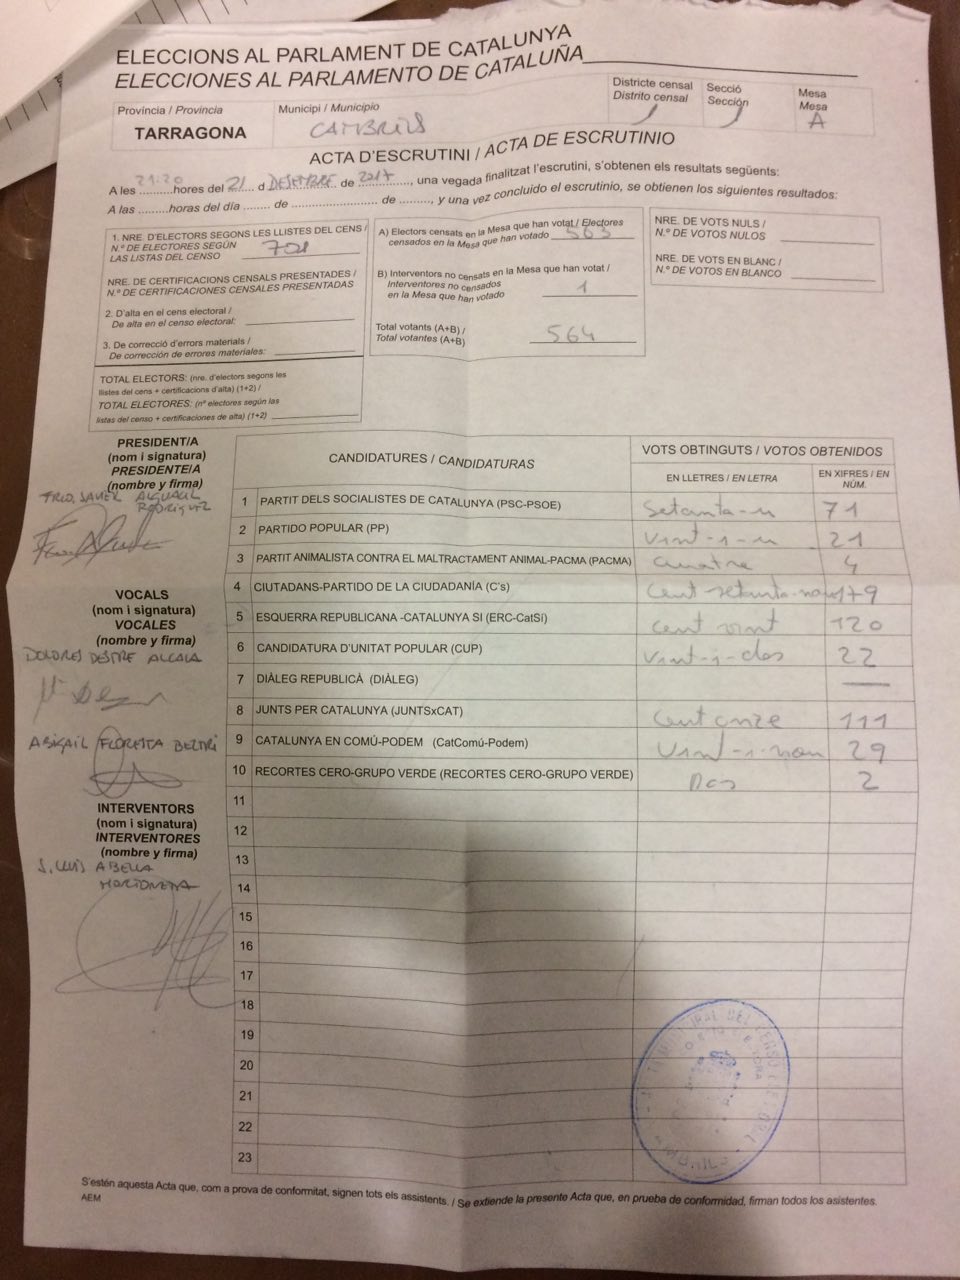 ELECCIONS AL PARLAMENT DE CATALUNYA
ELECCIONES AL PARLAMENTO DE CATALUÑA
Província / Provincia
TARRAGONA
Municipi / Municipio
CAMBRILS
Districte censal
Distrito censal
1
Secció
Sección
1
Mesa
Mesa
A
ACTA D'ESCRUTINI / ACTA DE ESCRUTINIO
A les 21:20 hores del 21 d DESEMBRE de 2017, una vegada finalitzat l'escrutini, s'obtenen els resultats següents:
A las ........horas del día ........ de ........................ de ........, y una vez concluido el escrutinio, se obtienen los siguientes resultados:
1. NRE. D'ELECTORS SEGONS LES LLISTES DEL CENS /
N.º DE ELECTORES SEGÚN
LAS LISTAS DEL CENSO 701
NRE. DE CERTIFICACIONS CENSALS PRESENTADES /
N.º DE CERTIFICACIONES CENSALES PRESENTADAS
2. D'alta en el cens electoral /
De alta en el censo electoral:
3. De correcció d'errors materials /
De corrección de errores materiales:
TOTAL ELECTORS: (nre. d'electors segons les
llistes del cens + certificacions d'alta) (1+2) /
TOTAL ELECTORES: (nº electores según las
listas del censo + certificaciones de alta) (1+2)
A) Electors censats en la Mesa que han votat / Electores
censados en la Mesa que han votado 563
B) Interventors no censats en la Mesa que han votat /
Interventores no censados
en la Mesa que han votado 1
Total votants (A+B) /
Total votantes (A+B) 564
NRE. DE VOTS NULS /
N.º DE VOTOS NULOS
NRE. DE VOTS EN BLANC /
N.º DE VOTOS EN BLANCO
PRESIDENT/A
(nom i signatura)
PRESIDENTE/A
(nombre y firma)
JAVIER ALGUACIL
RODRIGUEZ
VOCALS
(nom i signatura)
VOCALES
(nombre y firma)
DOLORES DESTRE ALCALA
ABIGAIL FLORESTA BELTRI
INTERVENTORS
(nom i signatura)
INTERVENTORES
(nombre y firma)
LLUIS ABELLA
CANDIDATURES / CANDIDATURAS
VOTS OBTINGUTS / VOTOS OBTENIDOS
EN LLETRES / EN LETRA
EN XIFRES / EN NÚM.
1 PARTIT DELS SOCIALISTES DE CATALUNYA (PSC-PSOE) Setanta-u 71
2 PARTIDO POPULAR (PP) vint-i-u 21
3 PARTIT ANIMALISTA CONTRA EL MALTRACTAMENT ANIMAL-PACMA (PACMA) quatre 4
4 CIUTADANS-PARTIDO DE LA CIUDADANÍA (C's) Cent setanta-nou 179
5 ESQUERRA REPUBLICANA -CATALUNYA SI (ERC-CatSí) cent vint 120
6 CANDIDATURA D'UNITAT POPULAR (CUP) vint-i-dos 22
7 DIÀLEG REPUBLICÀ (DIÀLEG) —
8 JUNTS PER CATALUNYA (JUNTSxCAT) Cent onze 111
9 CATALUNYA EN COMÚ-PODEM (CatComú-Podem) Vint-i-nou 29
10 RECORTES CERO-GRUPO VERDE (RECORTES CERO-GRUPO VERDE) Dos 2
11
12
13
14
15
16
17
18
19
20
21
22
23
S'estén aquesta Acta que, com a prova de conformitat, signen tots els assistents. / Se extiende la presente Acta que, en prueba de conformidad, firman todos los asistentes.
AEM